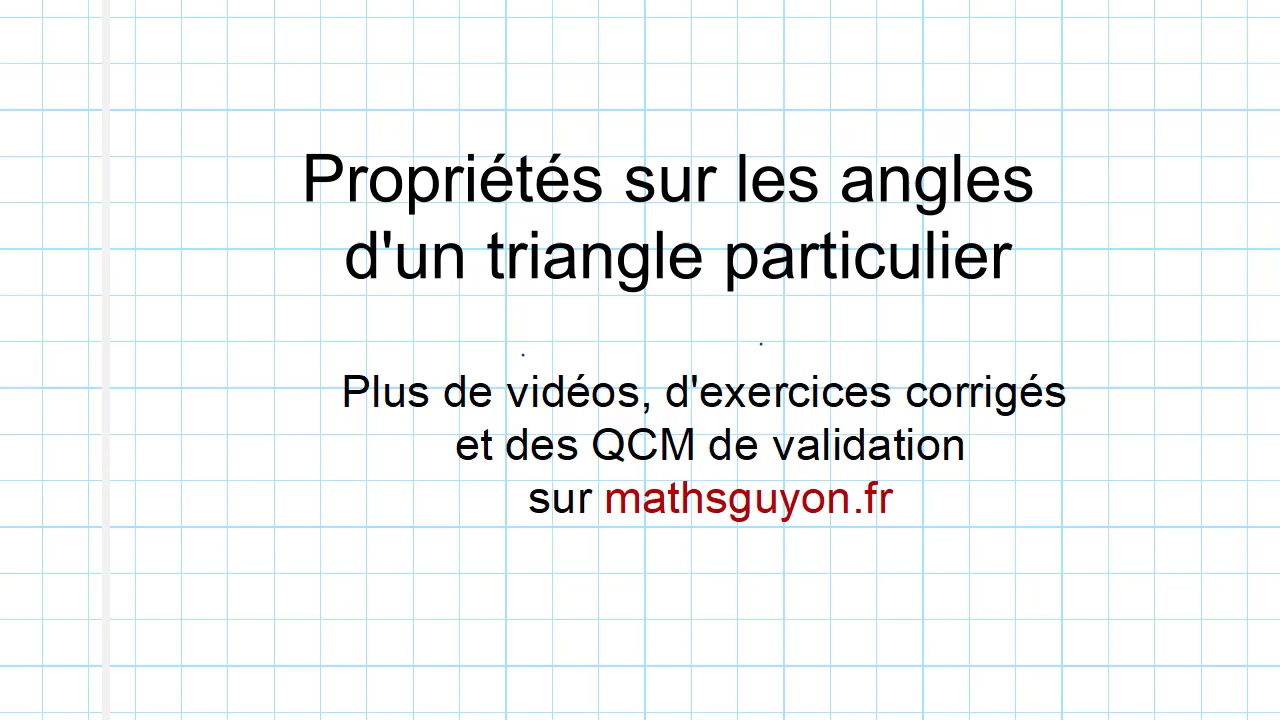 Propriétés sur les angles
d'un triangle particulier
Plus de vidéos, d'exercices corrigés
et des QCM de validation
sur mathsguyon.fr